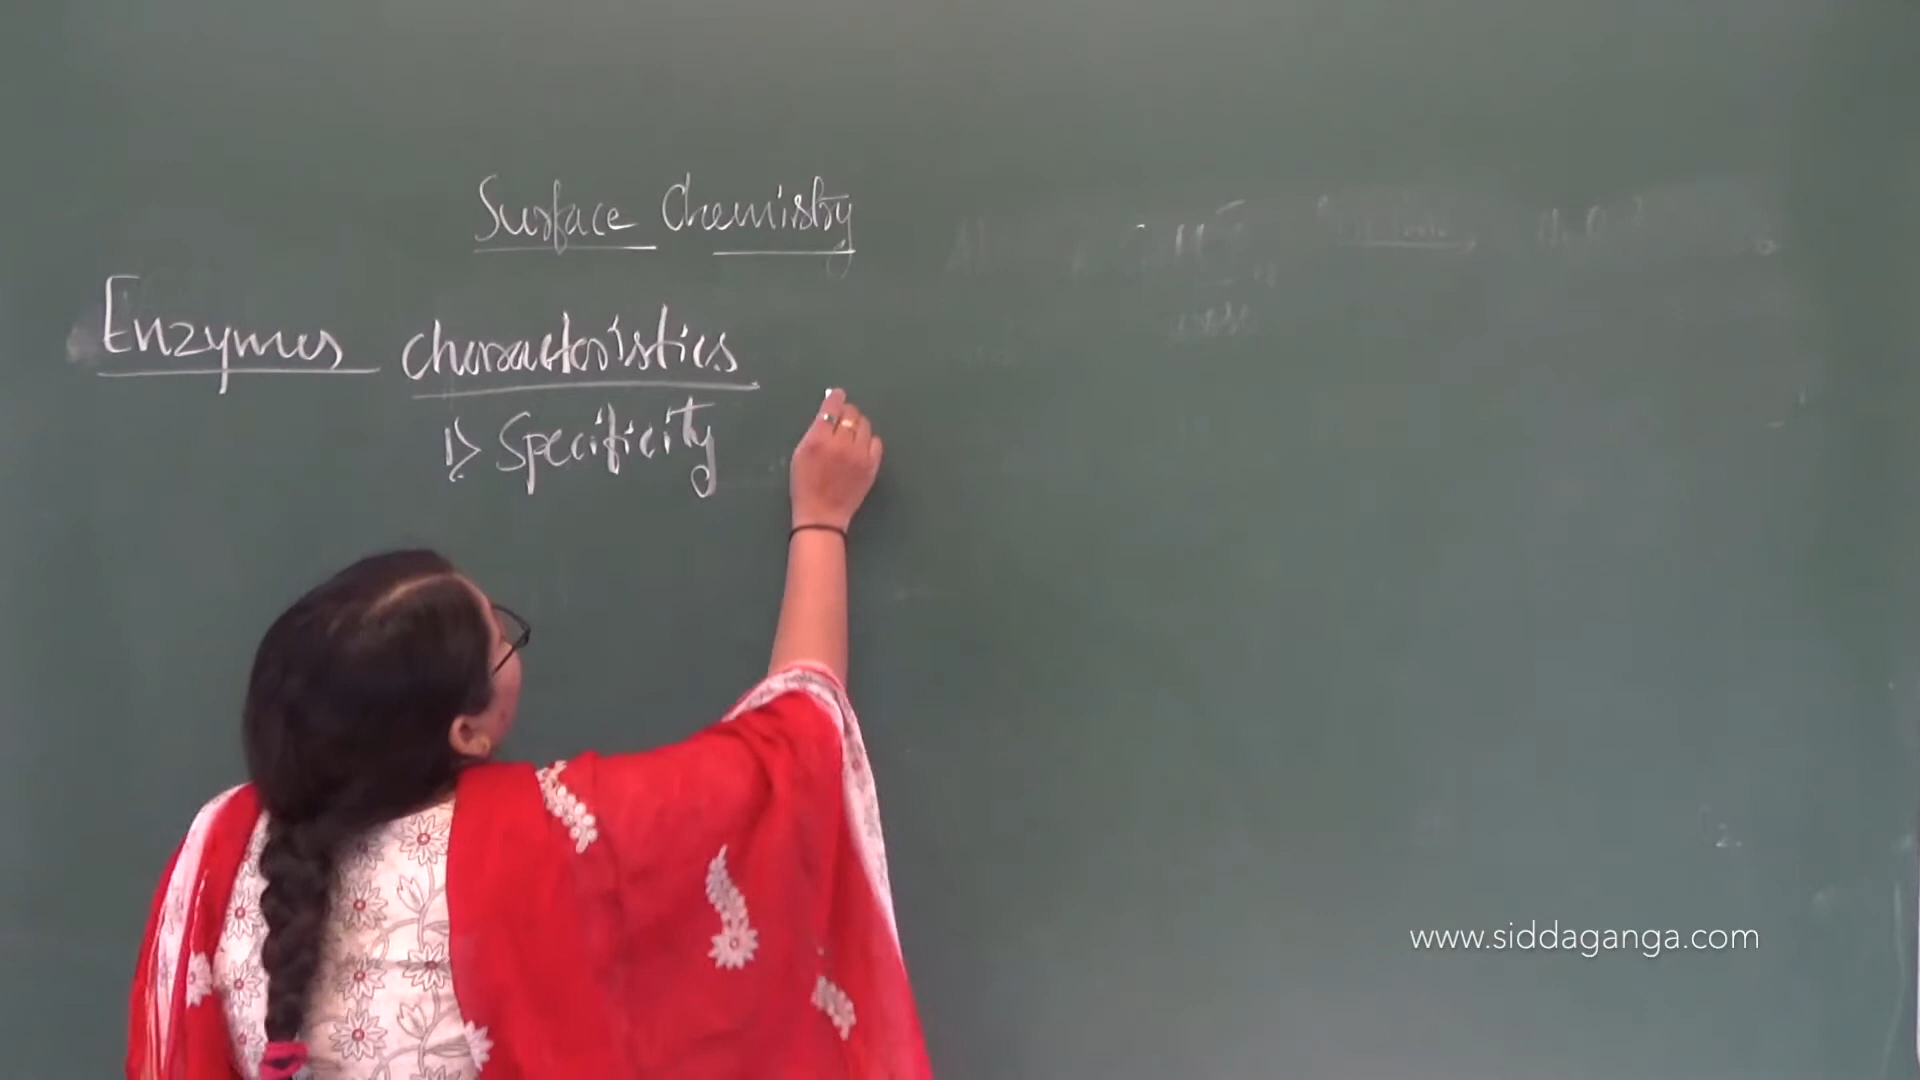 Surface Chemistry
Enzymes characteristics
1) Specificity
www.siddaganga.com